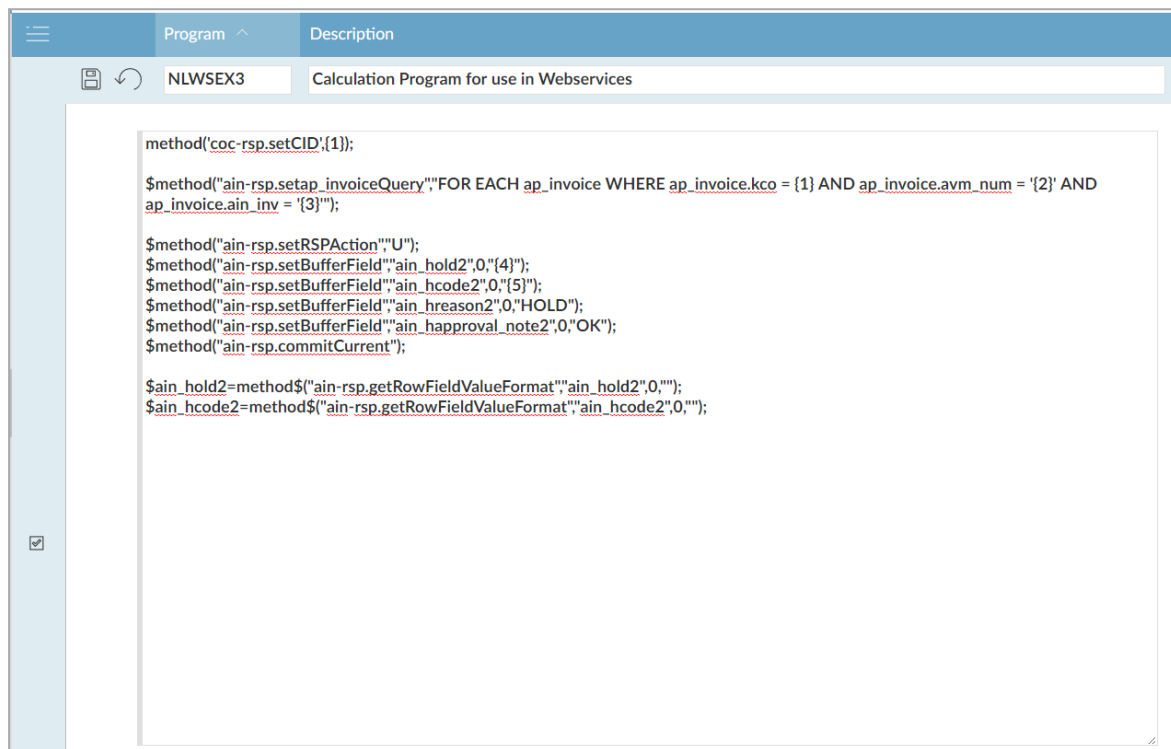 Program Description
NLWSEX3 Calculation Program for use in Webservices
method('coc-rsp.setCID',{1});
$method("ain-rsp.setap_invoiceQuery","FOR EACH ap_invoice WHERE ap_invoice.kco = {1} AND ap_invoice.avm_num = '{2}' AND
ap_invoice.ain_inv = '{3}'");
$method("ain-rsp.setRSPAction","U");
$method("ain-rsp.setBufferField","ain_hold2",0,"{4}");
$method("ain-rsp.setBufferField","ain_hcode2",0,"{5}");
$method("ain-rsp.setBufferField","ain_hreason2",0,"HOLD");
$method("ain-rsp.setBufferField","ain_happroval_note2",0,"OK");
$method("ain-rsp.commitCurrent");
$ain_hold2=method$("ain-rsp.getRowFieldValueFormat","ain_hold2",0,"");
$ain_hcode2=method$("ain-rsp.getRowFieldValueFormat","ain_hcode2",0,"");